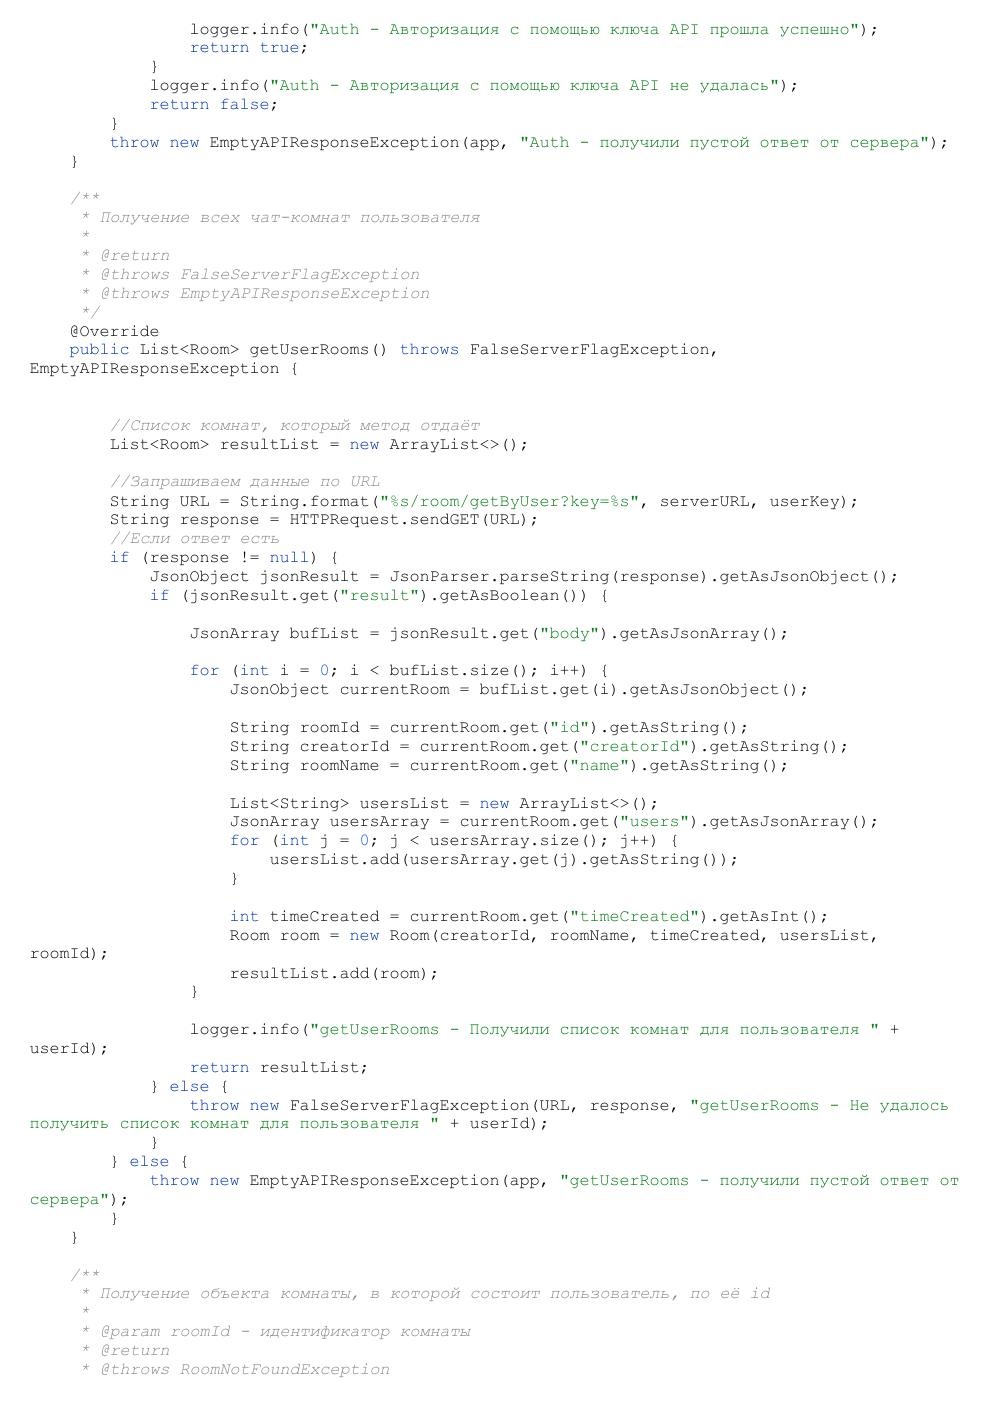 logger.info("Auth - Авторизация с помощью ключа API прошла успешно");
                return true;
            }
            logger.info("Auth - Авторизация с помощью ключа API не удалась");
            return false;
        }
        throw new EmptyAPIResponseException(app, "Auth - получили пустой ответ от сервера");
    }

    /**
     * Получение всех чат-комнат пользователя
     *
     * @return
     * @throws FalseServerFlagException
     * @throws EmptyAPIResponseException
     */
    @Override
    public List<Room> getUserRooms() throws FalseServerFlagException,
EmptyAPIResponseException {


        //Список комнат, который метод отдаёт
        List<Room> resultList = new ArrayList<>();

        //Запрашиваем данные по URL
        String URL = String.format("%s/room/getByUser?key=%s", serverURL, userKey);
        String response = HTTPRequest.sendGET(URL);
        //Если ответ есть
        if (response != null) {
            JsonObject jsonResult = JsonParser.parseString(response).getAsJsonObject();
            if (jsonResult.get("result").getAsBoolean()) {

                JsonArray bufList = jsonResult.get("body").getAsJsonArray();

                for (int i = 0; i < bufList.size(); i++) {
                    JsonObject currentRoom = bufList.get(i).getAsJsonObject();

                    String roomId = currentRoom.get("id").getAsString();
                    String creatorId = currentRoom.get("creatorId").getAsString();
                    String roomName = currentRoom.get("name").getAsString();

                    List<String> usersList = new ArrayList<>();
                    JsonArray usersArray = currentRoom.get("users").getAsJsonArray();
                    for (int j = 0; j < usersArray.size(); j++) {
                        usersList.add(usersArray.get(j).getAsString());
                    }

                    int timeCreated = currentRoom.get("timeCreated").getAsInt();
                    Room room = new Room(creatorId, roomName, timeCreated, usersList,
roomId);
                    resultList.add(room);
                }

                logger.info("getUserRooms - Получили список комнат для пользователя " +
userId);
                return resultList;
            } else {
                throw new FalseServerFlagException(URL, response, "getUserRooms - Не удалось
получить список комнат для пользователя " + userId);
            }
        } else {
            throw new EmptyAPIResponseException(app, "getUserRooms - получили пустой ответ от
сервера");
        }
    }

    /**
     * Получение объекта комнаты, в которой состоит пользователь, по её id
     *
     * @param roomId - идентификатор комнаты
     * @return
     * @throws RoomNotFoundException